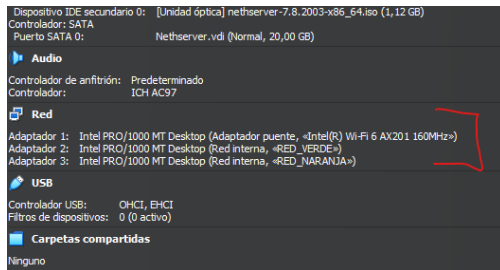 Dispositivo IDE secundario 0: [Unidad óptica] nethserver-7.8.2003-x86_64.iso (1,12 GB)
Controlador: SATA
Puerto SATA 0: Nethserver.vdi (Normal, 20,00 GB)
Audio
Controlador de anfitrión: Predeterminado
Controlador: ICH AC97
Red
Adaptador 1: Intel PRO/1000 MT Desktop (Adaptador puente, «Intel(R) Wi-Fi 6 AX201 160MHz»)
Adaptador 2: Intel PRO/1000 MT Desktop (Red interna, «RED_VERDE»)
Adaptador 3: Intel PRO/1000 MT Desktop (Red interna, «RED_NARANJA»)
USB
Controlador USB: OHCI, EHCI
Filtros de dispositivos: 0 (0 activo)
Carpetas compartidas
Ninguno